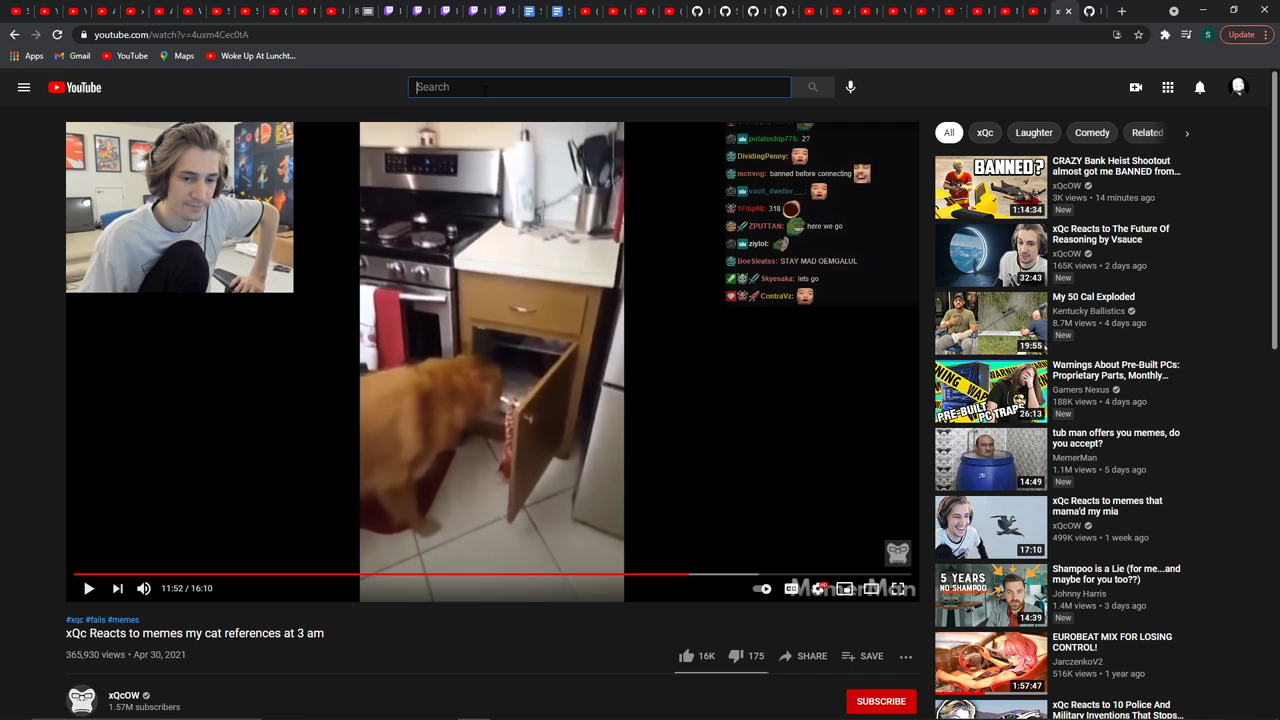 youtube.com/watch?v=4uxm4Cec0tA
Update
Apps
Gmail
YouTube
Maps
Woke Up At Luncht...
YouTube
Search
potatochip775: 2?
DividingPenny:
mcnvog: banned before connecting
vault_dweller___:
1Filip98: 318
ZPUTTAN: here we go
ziylol:
BoeSleatss: STAY MAD OEMGALUL
Skyesaka: lets go
ContraVz:
MemerMan
11:52 / 16:10
#xqc #fails #memes
xQc Reacts to memes my cat references at 3 am
365,930 views • Apr 30, 2021
16K
175
SHARE
SAVE
xQcOW
1.57M subscribers
SUBSCRIBE
All
xQc
Laughter
Comedy
Related
BANNED?
1:14:34
CRAZY Bank Heist Shootout
almost got me BANNED from...
xQcOW
3K views • 14 minutes ago
New
32:43
xQc Reacts to The Future Of
Reasoning by Vsauce
xQcOW
165K views • 2 days ago
New
19:55
My 50 Cal Exploded
Kentucky Ballistics
8.7M views • 4 days ago
New
PRE-BUILT
PC TRAPS
26:13
Warnings About Pre-Built PCs:
Proprietary Parts, Monthly...
Gamers Nexus
188K views • 4 days ago
New
14:49
tub man offers you memes, do
you accept?
MemerMan
1.1M views • 5 days ago
New
17:10
xQc Reacts to memes that
mama'd my mia
xQcOW
499K views • 1 week ago
5 YEARS
NO SHAMPOO
14:39
Shampoo is a Lie (for me...and
maybe for you too??)
Johnny Harris
1.4M views • 3 days ago
New
1:57:47
EUROBEAT MIX FOR LOSING
CONTROL!
JarczenkoV2
516K views • 1 year ago
xQc Reacts to 10 Police And
Military Inventions That Stops...